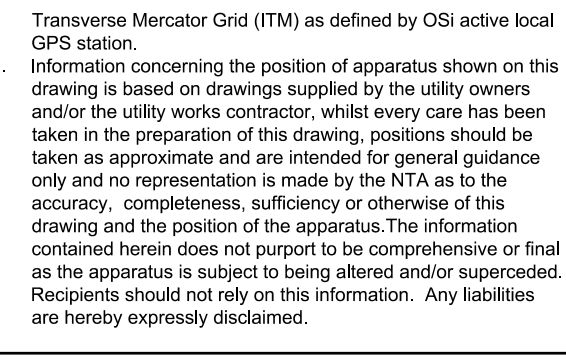 Transverse Mercator Grid (ITM) as defined by OSi active local
GPS station.
. Information concerning the position of apparatus shown on this
drawing is based on drawings supplied by the utility owners
and/or the utility works contractor, whilst every care has been
taken in the preparation of this drawing, positions should be
taken as approximate and are intended for general guidance
only and no representation is made by the NTA as to the
accuracy,  completeness, sufficiency or otherwise of this
drawing and the position of the apparatus.The information
contained herein does not purport to be comprehensive or final
as the apparatus is subject to being altered and/or superceded.
Recipients should not rely on this information.  Any liabilities
are hereby expressly disclaimed.